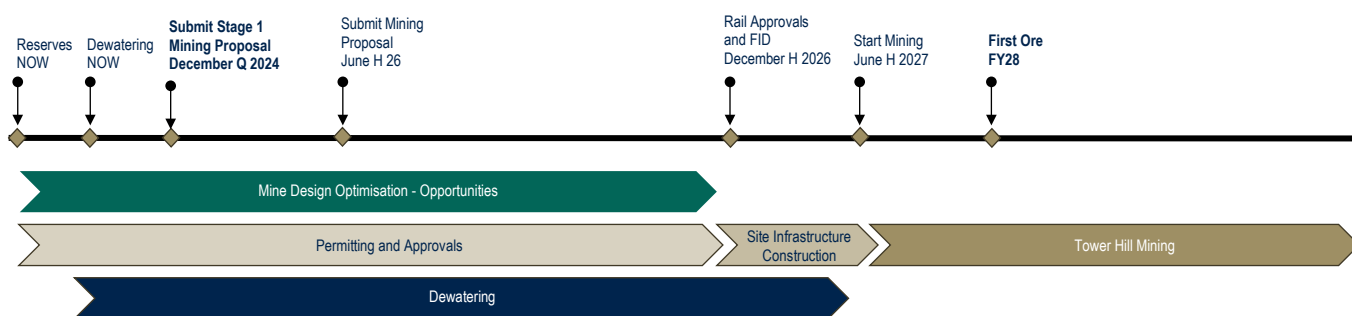 Reserves
NOW
Dewatering
NOW
Submit Stage 1
Mining Proposal
December Q 2024
Submit Mining
Proposal
June H 26
Rail Approvals
and FID
December H 2026
Start Mining
June H 2027
First Ore
FY28
Mine Design Optimisation - Opportunities
Permitting and Approvals
Site Infrastructure
Construction
Tower Hill Mining
Dewatering